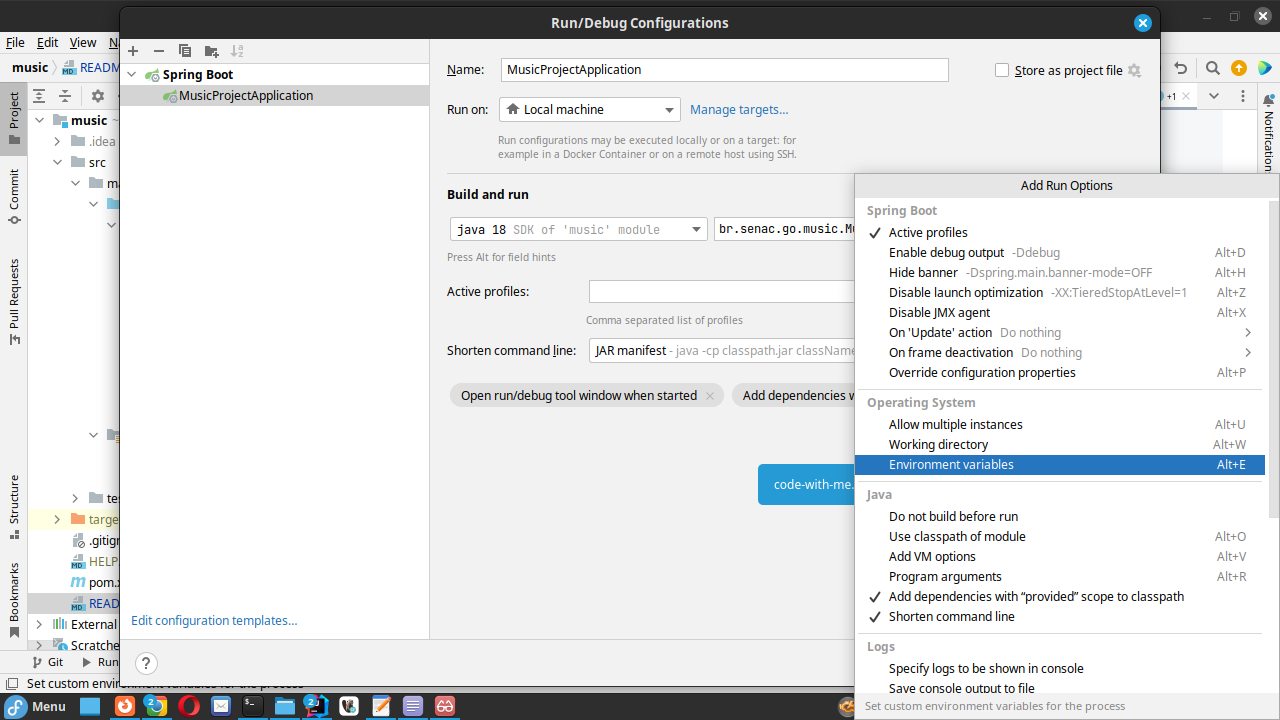 Run/Debug Configurations
File Edit View
music
READM
Project
Commit
Pull Requests
Structure
Bookmarks
Notifications
+1
music
.idea
src
ma
tes
targe
.gitign
HELP
pom.x
READ
External
Scratche
Git
Run
Set custom environment variables for the process
Spring Boot
MusicProjectApplication
Edit configuration templates...
?
Name: MusicProjectApplication
Store as project file
Run on: Local machine
Manage targets...
Run configurations may be executed locally or on a target: for
example in a Docker Container or on a remote host using SSH.
Build and run
java 18 SDK of 'music' module
br.senac.go.music.Mu
Press Alt for field hints
Active profiles:
Comma separated list of profiles
Shorten command line: JAR manifest - java -cp classpath.jar className
Open run/debug tool window when started
Add dependencies w
code-with-me.
Add Run Options
Spring Boot
Active profiles
Enable debug output -Ddebug Alt+D
Hide banner -Dspring.main.banner-mode=OFF Alt+H
Disable launch optimization -XX:TieredStopAtLevel=1 Alt+Z
Disable JMX agent Alt+X
On 'Update' action Do nothing
On frame deactivation Do nothing
Override configuration properties Alt+P
Operating System
Allow multiple instances Alt+U
Working directory Alt+W
Environment variables Alt+E
Java
Do not build before run
Use classpath of module Alt+O
Add VM options Alt+V
Program arguments Alt+R
Add dependencies with “provided” scope to classpath
Shorten command line
Logs
Specify logs to be shown in console
Save console output to file
Set custom environment variables for the process
Menu
2
2